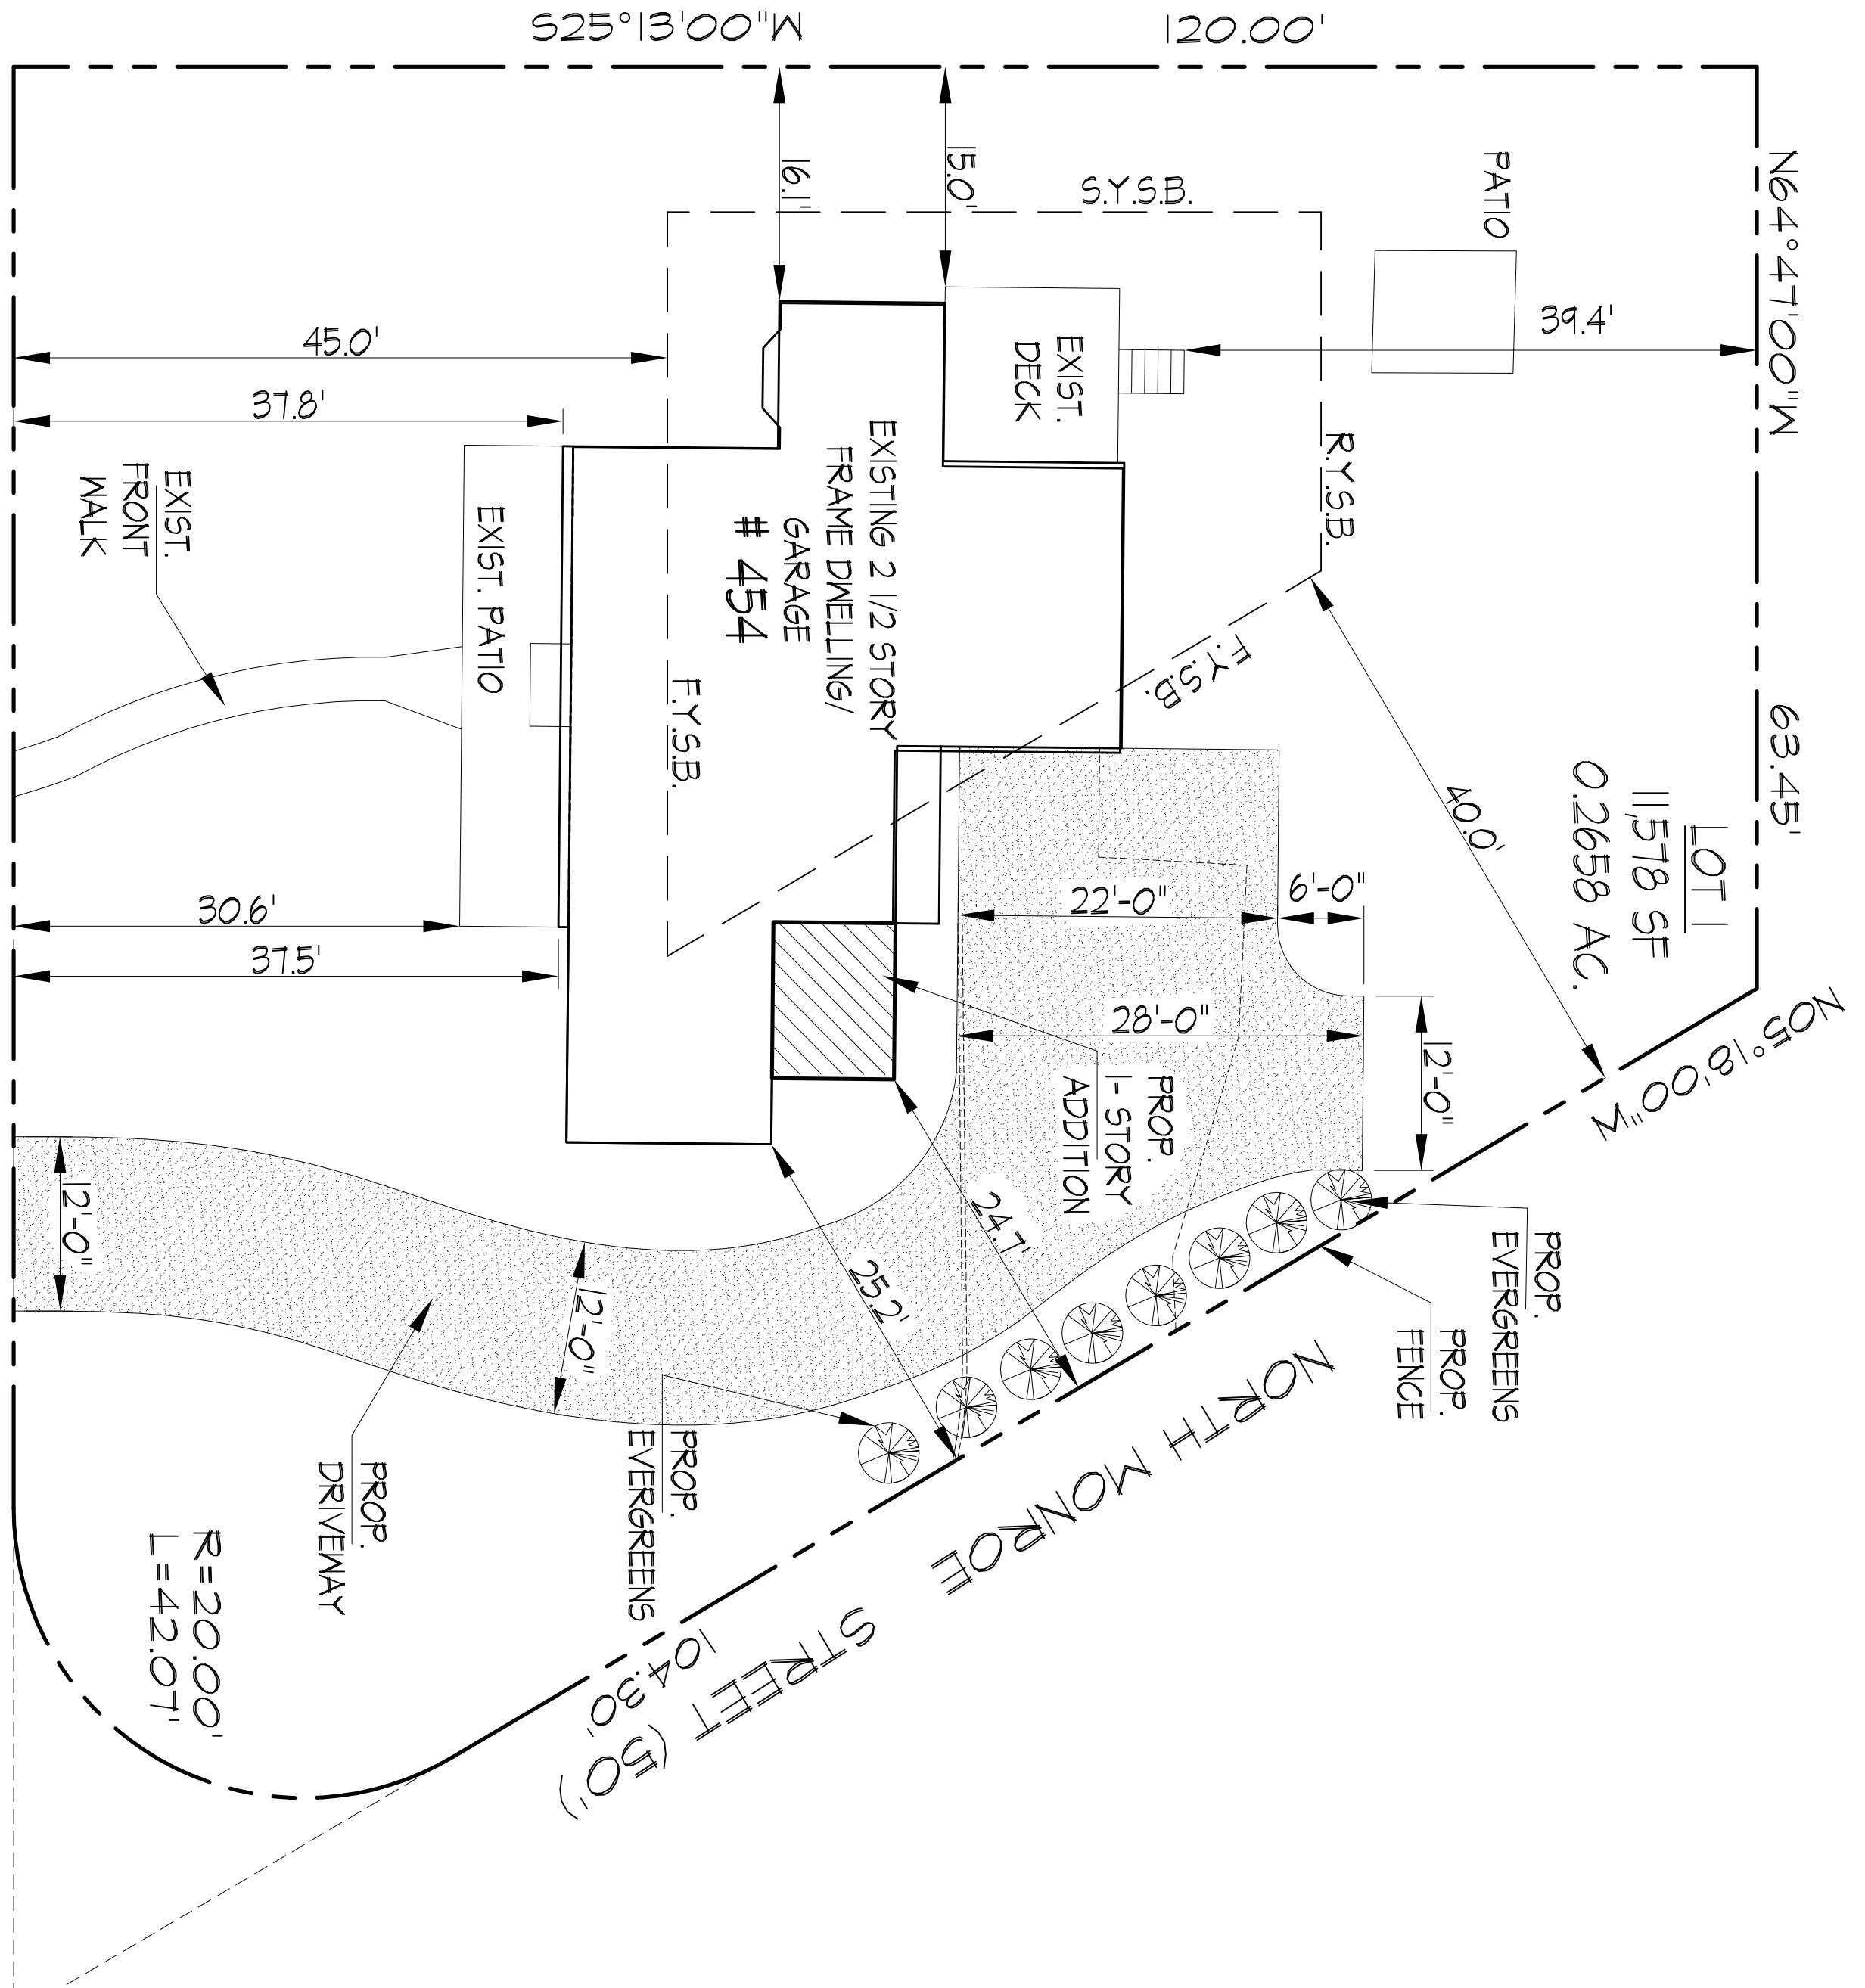 S25°13'00"W
120.00'
N64°47'00"W
63.45'
N05°18'00"W
LOT 1
11,578 SF
0.2658 AC.
PATIO
39.4'
16.1'
15.0'
S.Y.S.B.
R.Y.S.B.
40.0'
45.0'
37.8'
EXIST.
DECK
EXISTING 2 1/2 STORY
FRAME DWELLING/
GARAGE
# 454
F.Y.S.B.
F.Y.S.B.
EXIST.
FRONT
WALK
EXIST. PATIO
30.6'
37.5'
22'-0"
6'-0"
28'-0"
12'-0"
PROP.
1- STORY
ADDITION
24.7'
25.2'
12'-0"
12'-0"
PROP.
EVERGREENS
PROP.
FENCE
PROP.
EVERGREENS
PROP.
DRIVEWAY
NORTH MONROE STREET (50')
104.30'
R=20.00'
L=42.07'